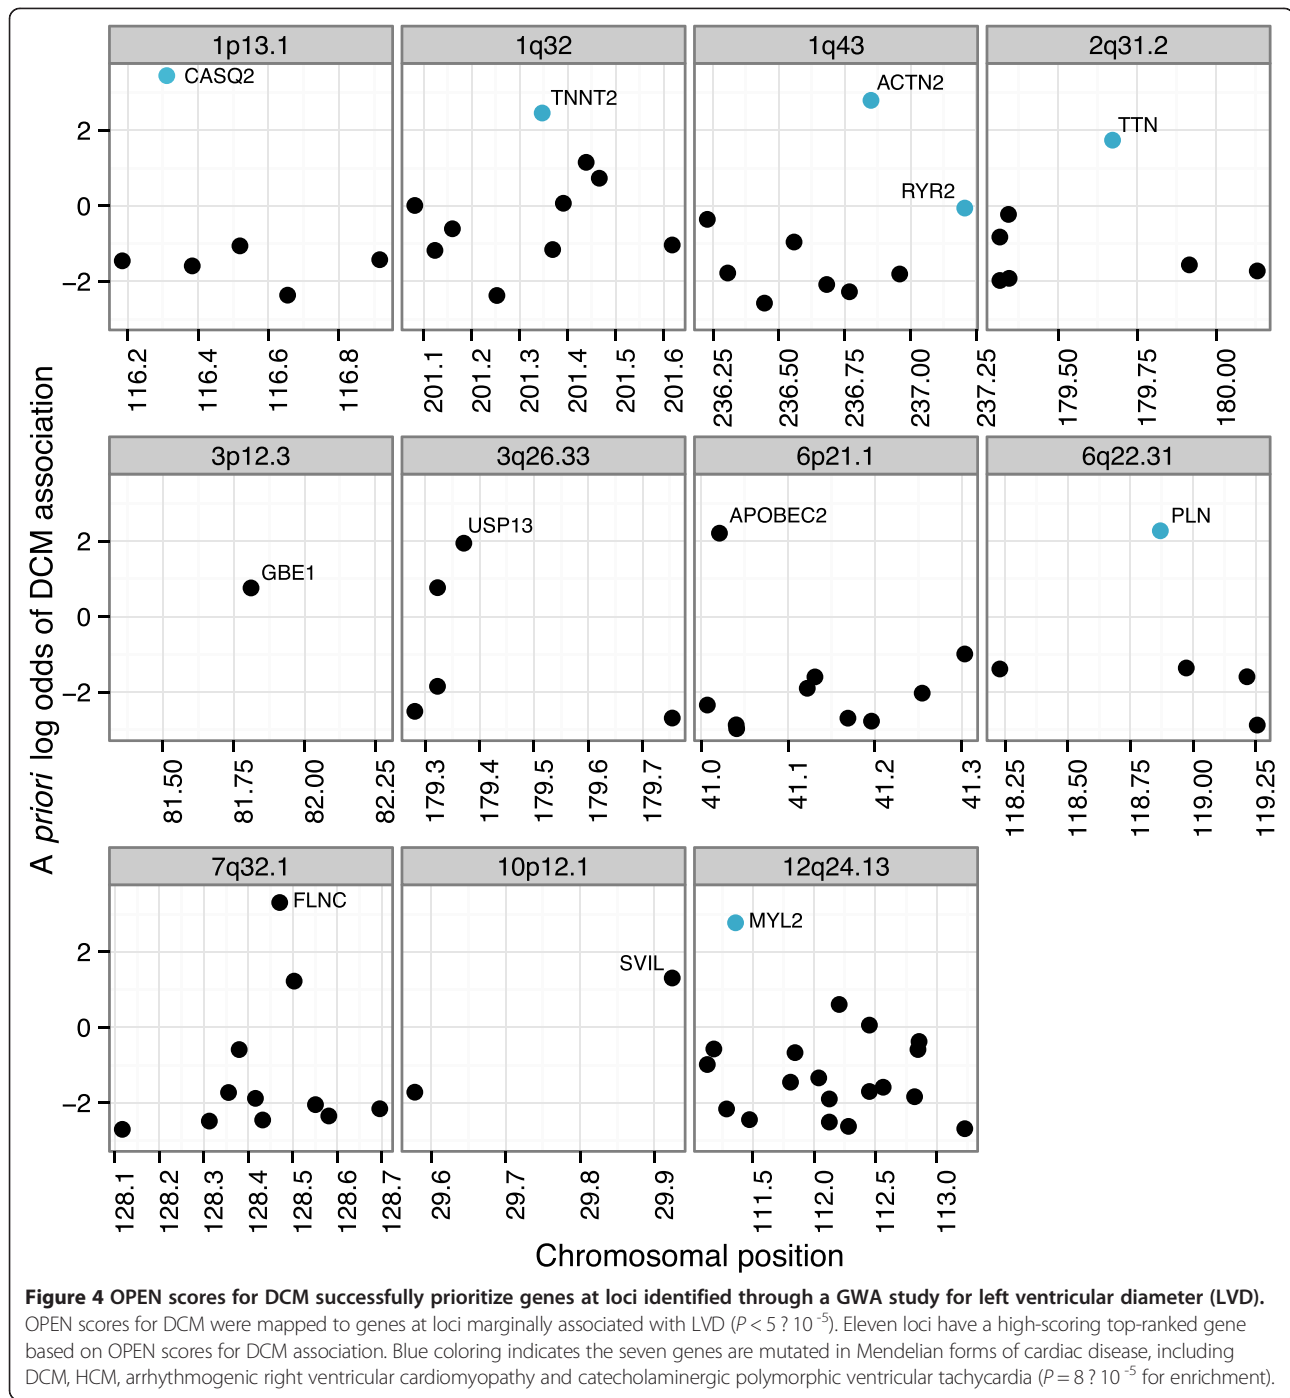 1p13.1 1q32 1q43 2q31.2
CASQ2 TNNT2 ACTN2 RYR2 TTN
2
0
−2
116.2 116.4 116.6 116.8 201.1 201.2 201.3 201.4 201.5 201.6 236.25 236.50 236.75 237.00 237.25 179.50 179.75 180.00
3p12.3 3q26.33 6p21.1 6q22.31
GBE1 USP13 APOBEC2 PLN
2
0
−2
81.50 81.75 82.00 82.25 179.3 179.4 179.5 179.6 179.7 41.0 41.1 41.2 41.3 118.25 118.50 118.75 119.00 119.25
7q32.1 10p12.1 12q24.13
FLNC SVIL MYL2
2
0
−2
128.1 128.2 128.3 128.4 128.5 128.6 128.7 29.6 29.7 29.8 29.9 111.5 112.0 112.5 113.0
A priori log odds of DCM association
Chromosomal position
Figure 4 OPEN scores for DCM successfully prioritize genes at loci identified through a GWA study for left ventricular diameter (LVD).
OPEN scores for DCM were mapped to genes at loci marginally associated with LVD (P < 5 ? 10 -5). Eleven loci have a high-scoring top-ranked gene
based on OPEN scores for DCM association. Blue coloring indicates the seven genes are mutated in Mendelian forms of cardiac disease, including
DCM, HCM, arrhythmogenic right ventricular cardiomyopathy and catecholaminergic polymorphic ventricular tachycardia (P = 8 ? 10 -5 for enrichment).